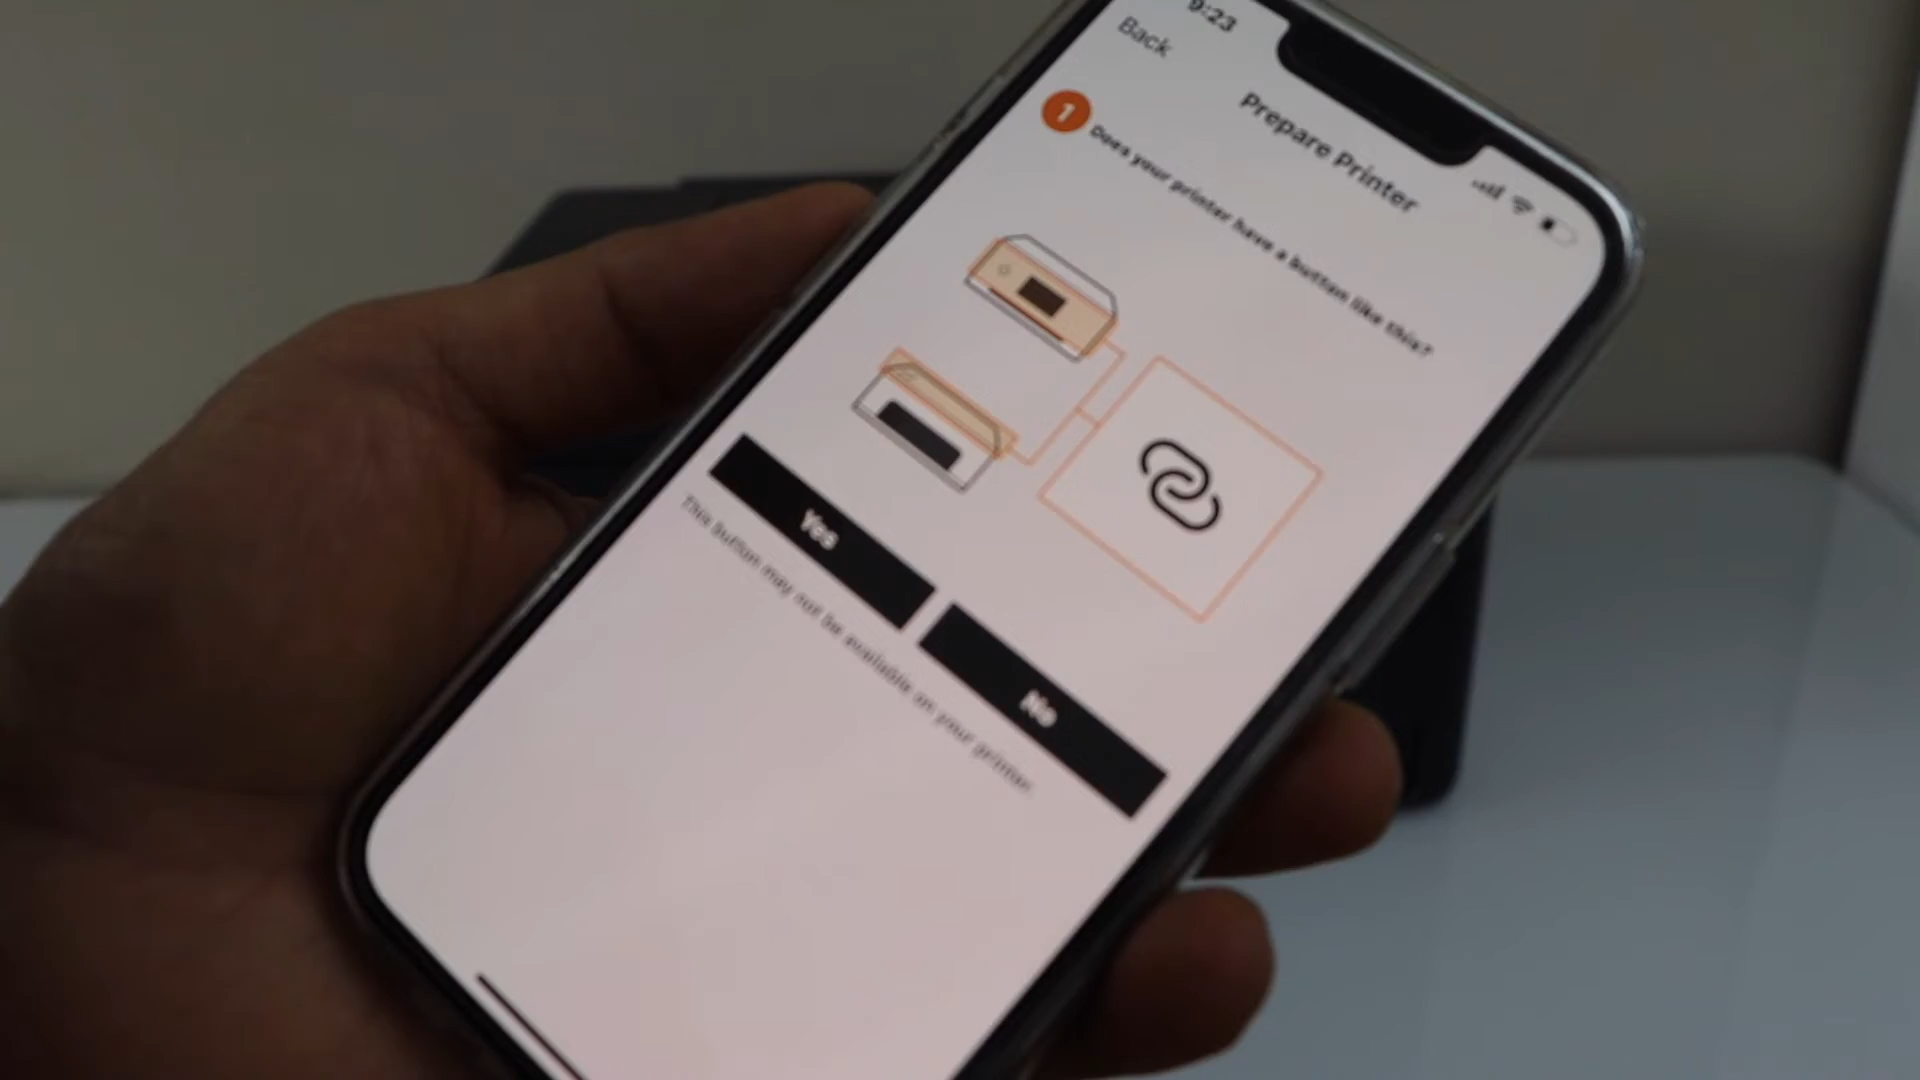 9:23
Back
Prepare Printer
1 Does your printer have a button like this?
Yes
No
This button may not be available on your printer.